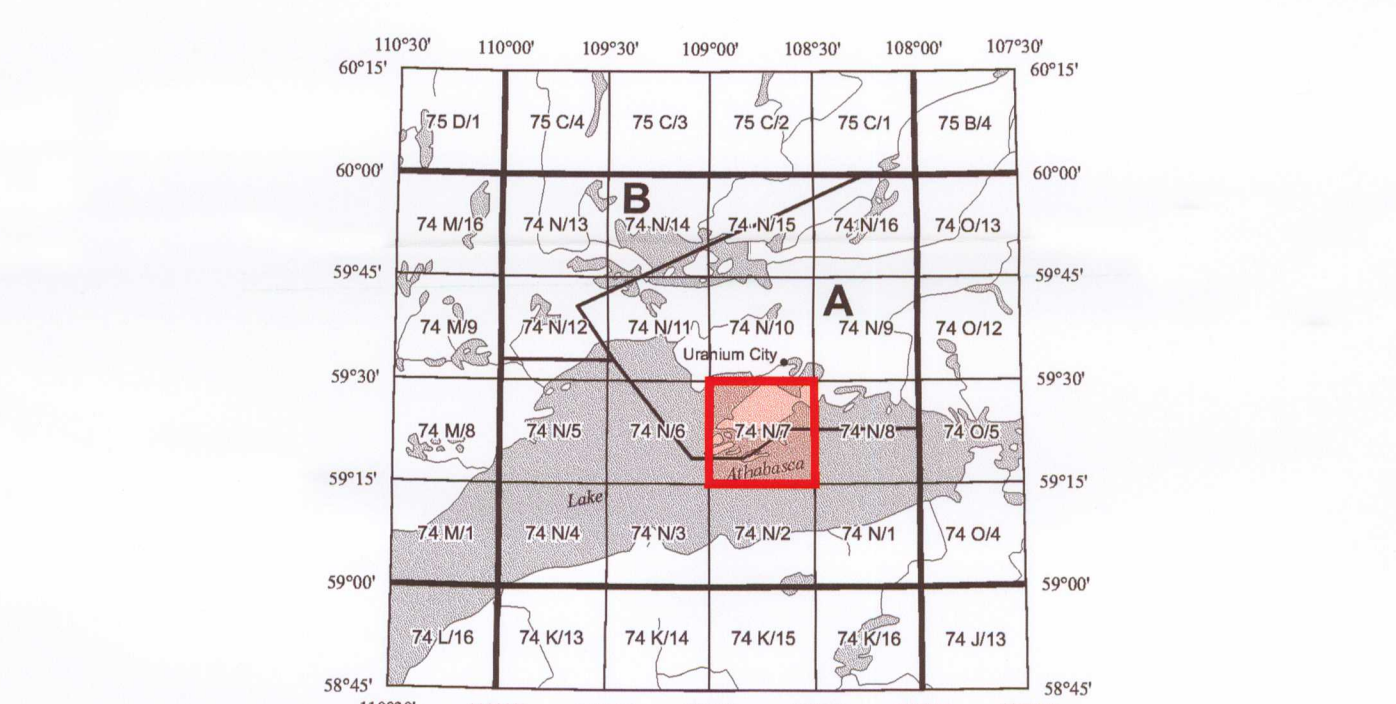 110°30' 110°00' 109°30' 109°00' 108°30' 108°00' 107°30'
60°15' 60°15'
75 D/1 75 C/4 75 C/3 75 C/2 75 C/1 75 B/4
60°00' 60°00'
B
74 M/16 74 N/13 74 N/14 74 N/15 74 N/16 74 O/13
59°45' 59°45'
A
74 M/9 74 N/12 74 N/11 74 N/10 74 N/9 74 O/12
Uranium City
59°30' 59°30'
74 M/8 74 N/5 74 N/6 74 N/7 74 N/8 74 O/5
Athabasca
59°15' 59°15'
Lake
74 M/1 74 N/4 74 N/3 74 N/2 74 N/1 74 O/4
59°00' 59°00'
74 L/16 74 K/13 74 K/14 74 K/15 74 K/16 74 J/13
58°45' 58°45'